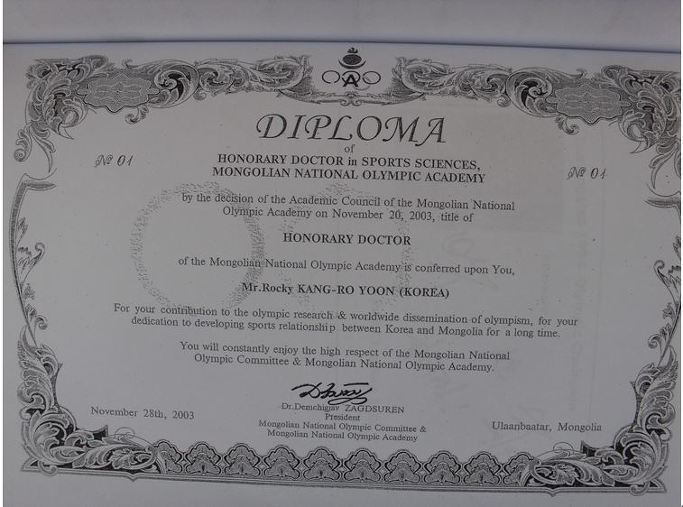 DIPLOMA
of
HONORARY DOCTOR in SPORTS SCIENCES,
MONGOLIAN NATIONAL OLYMPIC ACADEMY
№ 01
№ 01
by the decision of the Academic Council of the Mongolian National
Olympic Academy on November 20, 2003, title of
HONORARY DOCTOR
of the Mongolian National Olympic Academy is conferred upon You,
Mr.Rocky KANG-RO YOON (KOREA)
For your contribution to the olympic research & worldwide dissemination of olympism, for your
dedication to developing sports relationship between Korea and Mongolia for a long time.
You will constantly enjoy the high respect of the Mongolian National
Olympic Committee & Mongolian National Olympic Academy.
Dr.Demchigjav ZAGDSUREN
President
Mongolian National Olympic Committee &
Mongolian National Olympic Academy
November 28th, 2003
Ulaanbaatar, Mongolia